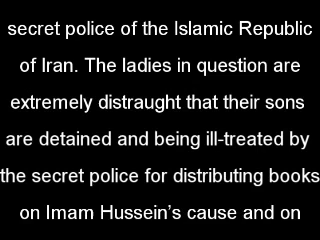 secret police of the Islamic Republic
of Iran. The ladies in question are
extremely distraught that their sons
are detained and being ill-treated by
the secret police for distributing books
on Imam Hussein’s cause and on